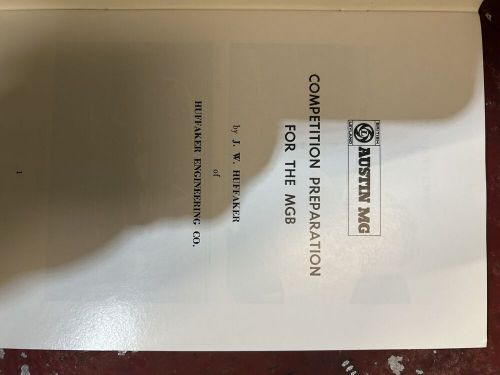 BRITISH
LEYLAND
AUSTIN MG
COMPETITION PREPARATION
FOR THE MGB
by J. W. HUFFAKER
of
HUFFAKER ENGINEERING CO.
1